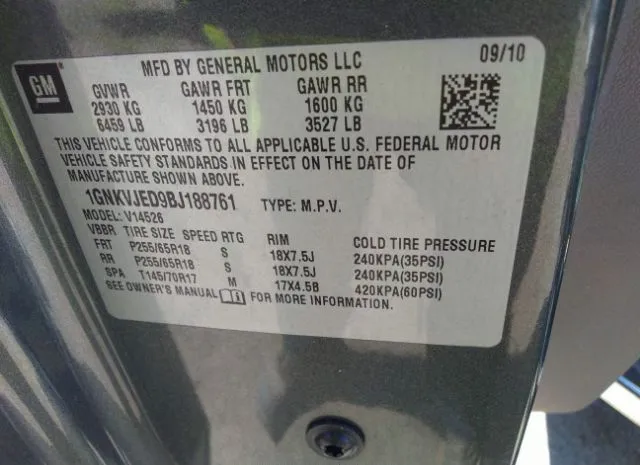 GM
MFD BY GENERAL MOTORS LLC 09/10
GVWR GAWR FRT GAWR RR
2930 KG 1450 KG 1600 KG
6459 LB 3196 LB 3527 LB
THIS VEHICLE CONFORMS TO ALL APPLICABLE U.S. FEDERAL MOTOR
VEHICLE SAFETY STANDARDS IN EFFECT ON THE DATE OF
MANUFACTURE SHOWN ABOVE.
1GNKVJED9BJ188761 TYPE: M.P.V.
MODEL: V14526
VBBR. TIRE SIZE SPEED RTG RIM COLD TIRE PRESSURE
FRT P255/65R18 S 18X7.5J 240KPA(35PSI)
RR P255/65R18 S 18X7.5J 240KPA(35PSI)
SPA T145/70R17 M 17X4.5B 420KPA(60PSI)
SEE OWNER'S MANUAL FOR MORE INFORMATION.